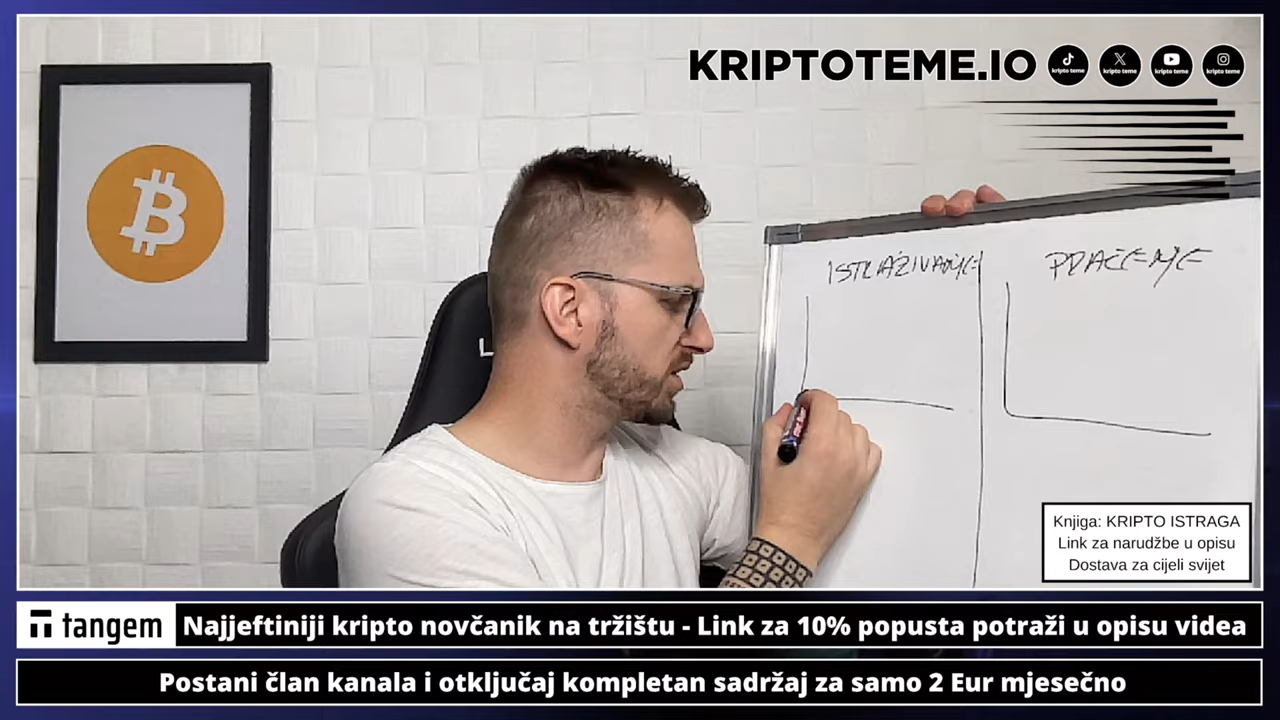 KRIPTOTEME.IO
kripto teme
kripto teme
kripto teme
kripto teme
ISTRAŽIVANJE
PRAĆENJE
L
Knjiga: KRIPTO ISTRAGA
Link za narudžbe u opisu
Dostava za cijeli svijet
tangem
Najjeftiniji kripto novčanik na tržištu - Link za 10% popusta potraži u opisu videa
Postani član kanala i otključaj kompletan sadržaj za samo 2 Eur mjesečno